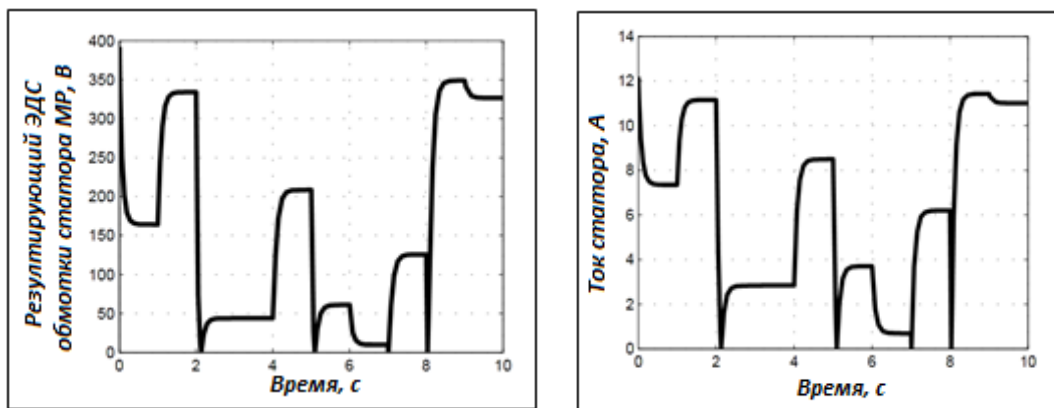 Резултирующий ЭДС
обмотки статора МР, В
400
350
300
250
200
150
100
50
0
0 2 4 6 8 10
Время, с
Ток статора, А
14
12
10
8
6
4
2
0
0 2 4 6 8 10
Время, с